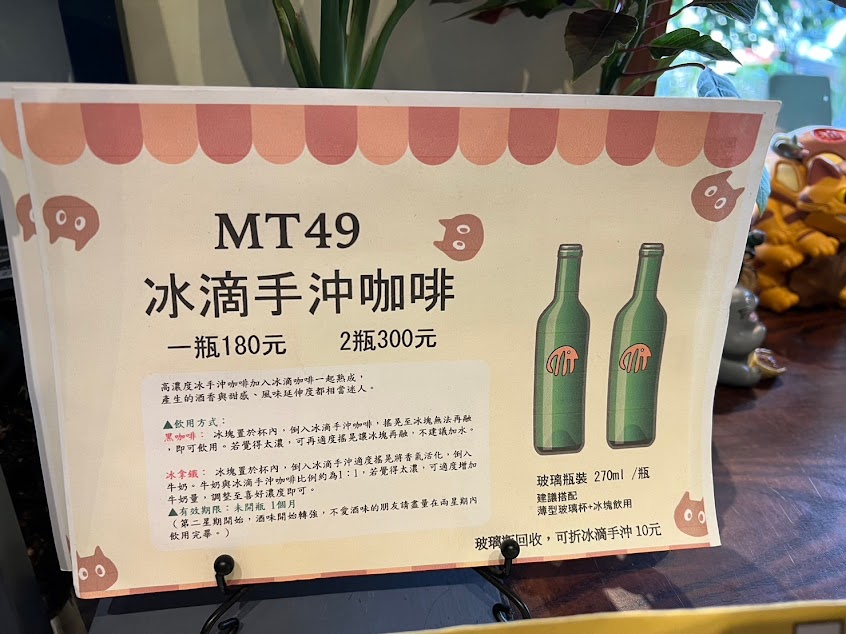 MT49
冰滴手沖咖啡
一瓶180元 2瓶300元
高濃度冰手沖咖啡加入冰滴咖啡一起熟成，
產生的酒香與甜感、風味延伸度都相當迷人。
▲飲用方式：
黑咖啡： 冰塊置於杯內，倒入冰滴手沖咖啡，搖晃至冰塊無法再融
，即可飲用。若覺得太濃，可再適度搖晃讓冰塊再融，不建議加水。
冰拿鐵： 冰塊置於杯內，倒入冰滴手沖適度搖晃將香氣活化，倒入
牛奶。牛奶與冰滴手沖咖啡比例約為1：1，若覺得太濃，可適度增加
牛奶量，調整至喜好濃度即可。
▲有效期限：未開瓶 1個月
（第二星期開始，酒味開始轉強，不愛酒味的朋友請盡量在兩星期內
飲用完畢。）
玻璃瓶裝 270ml /瓶
建議搭配
薄型玻璃杯+冰塊飲用
玻璃瓶回收，可折冰滴手沖 10元